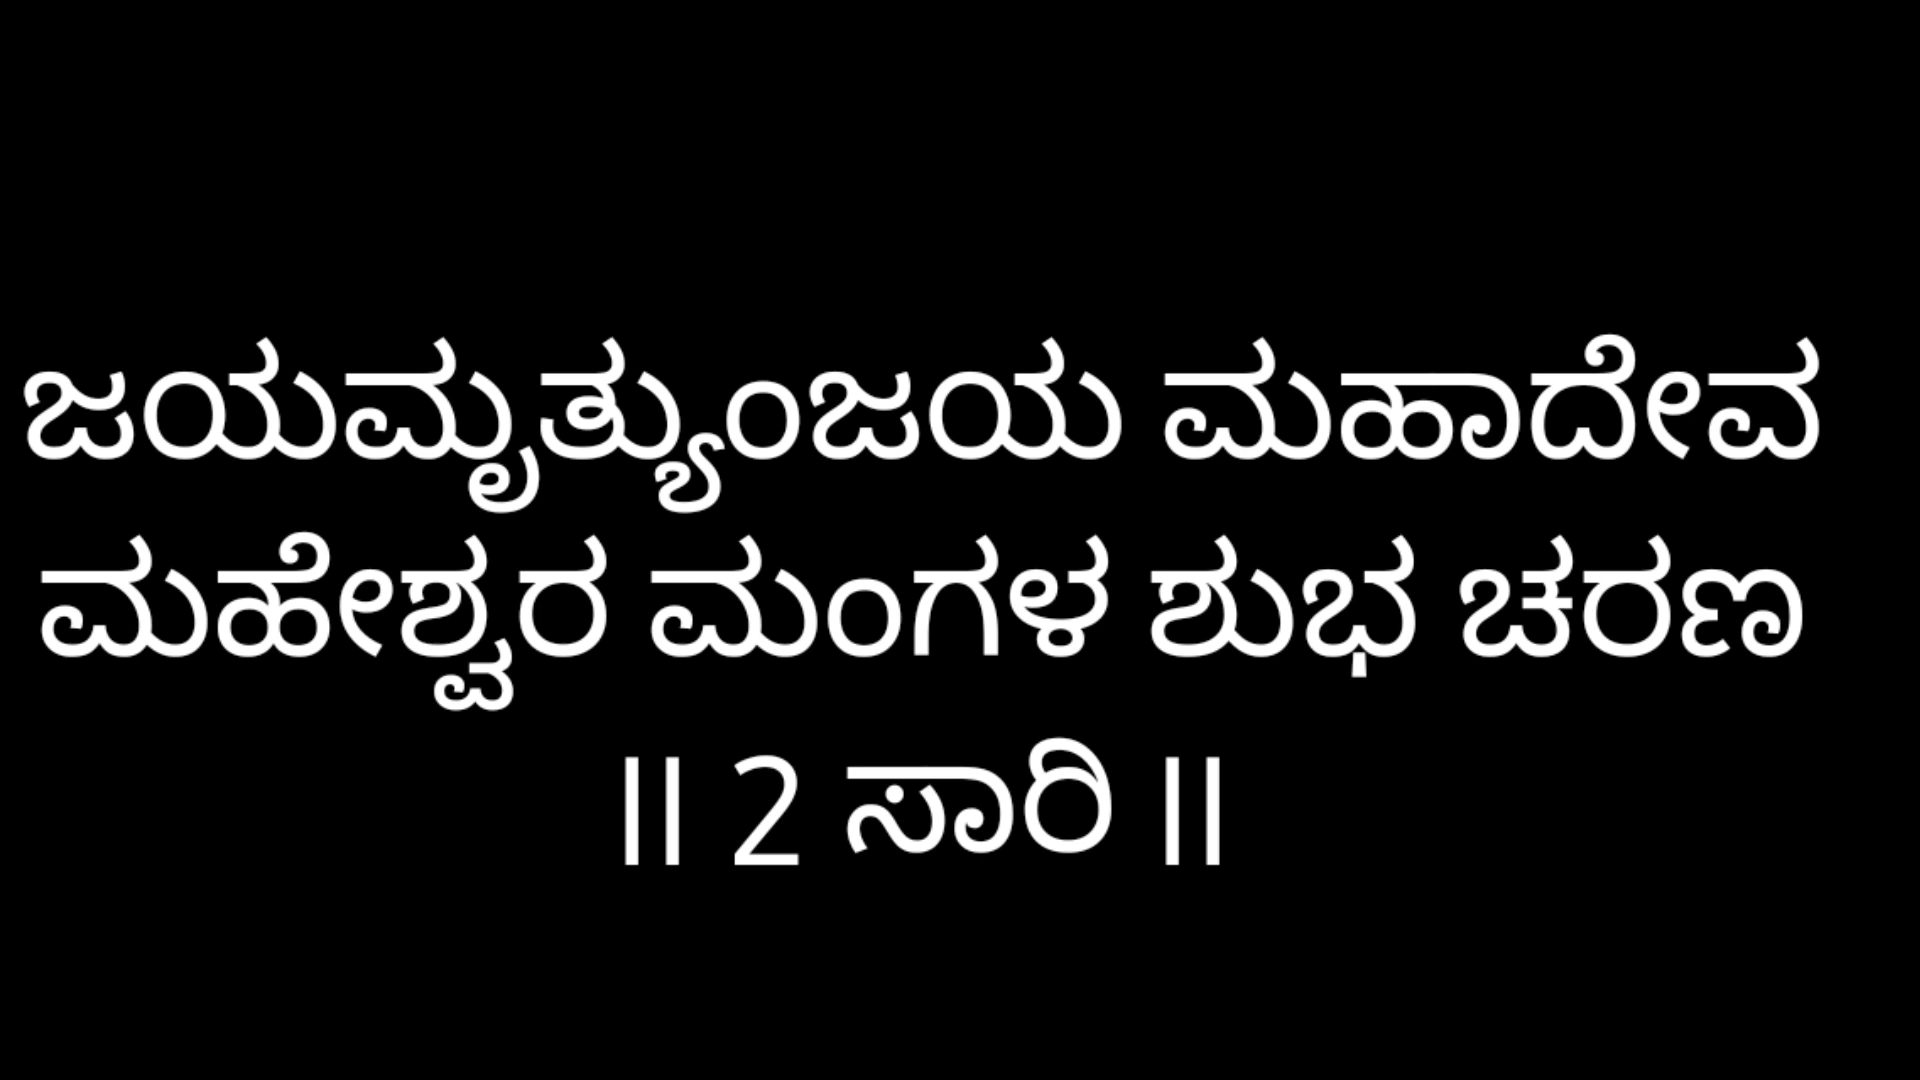 ಜಯಮೃತ್ಯುಂಜಯ ಮಹಾದೇವ
ಮಹೇಶ್ವರ ಮಂಗಳ ಶುಭ ಚರಣ
|| 2 ಸಾರಿ ||